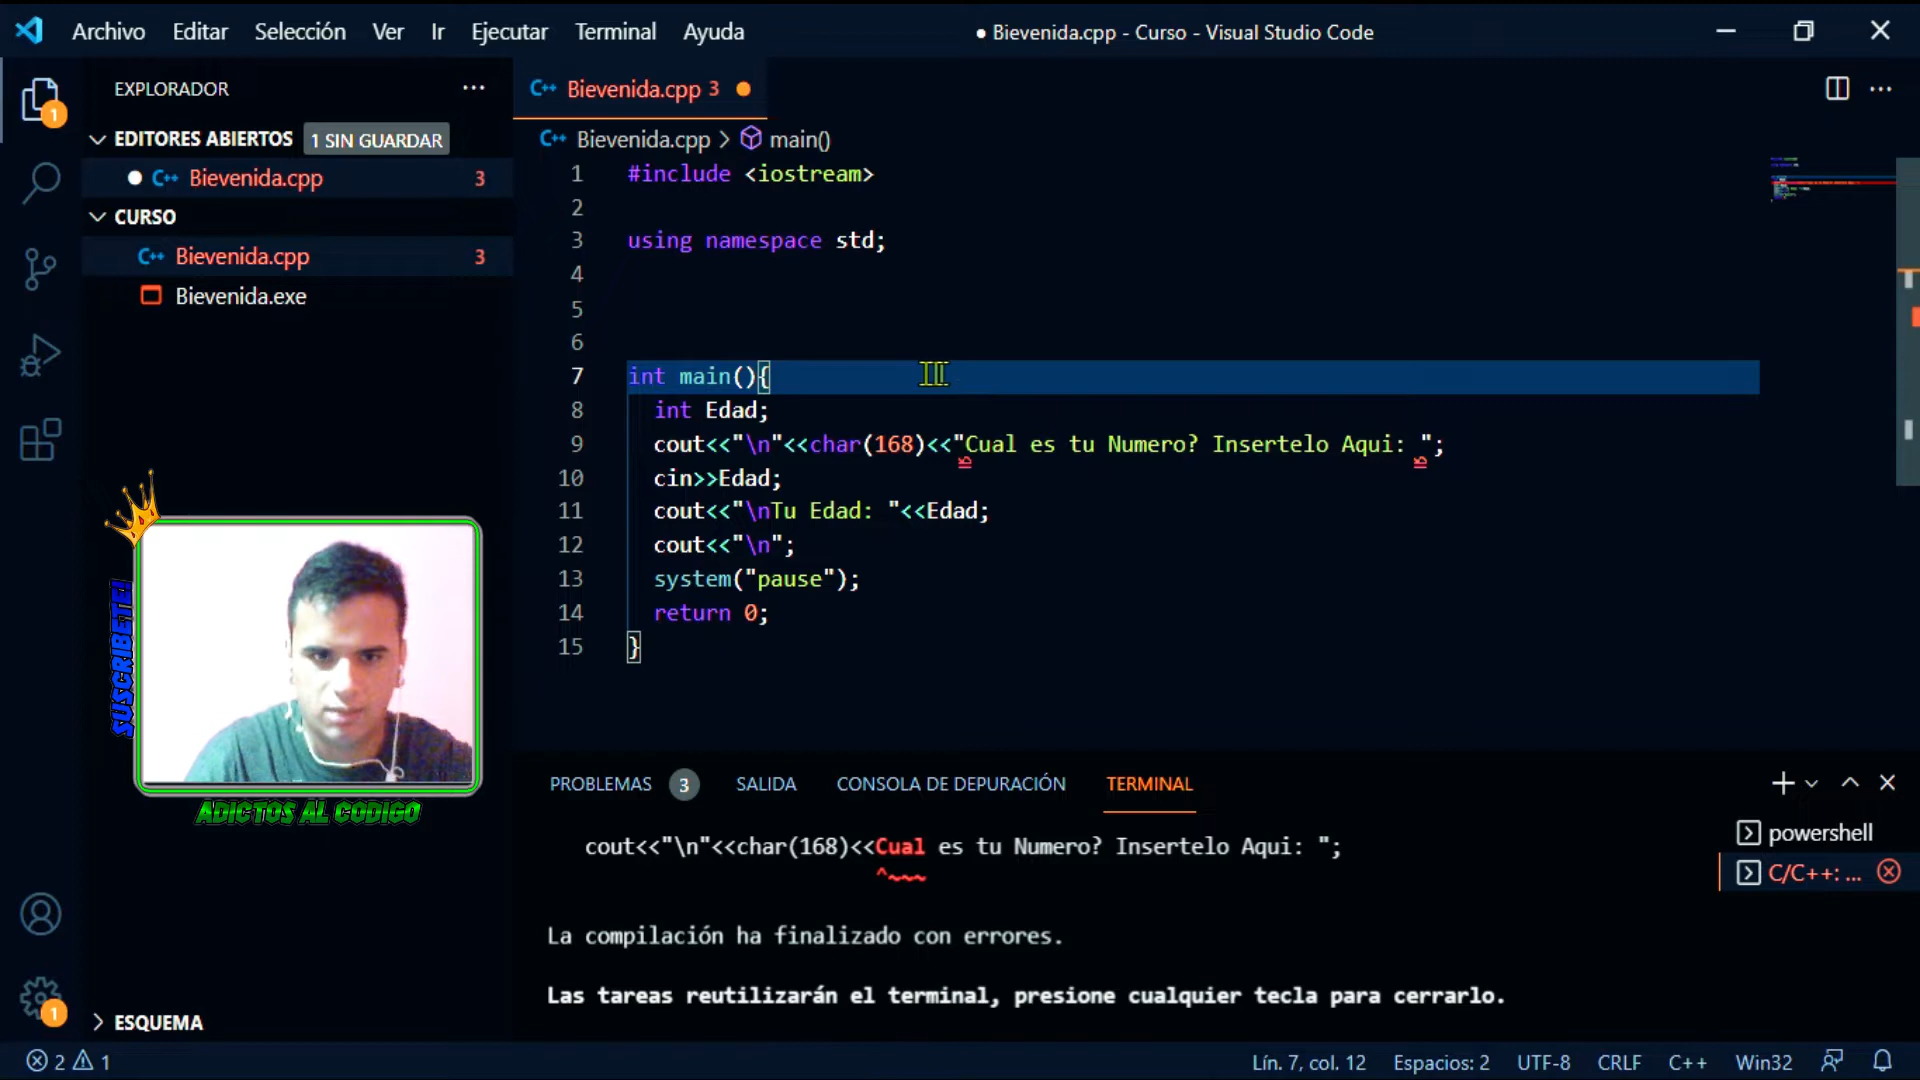 Archivo Editar Selección Ver Ir Ejecutar Terminal Ayuda
● Bievenida.cpp - Curso - Visual Studio Code
EXPLORADOR
EDITORES ABIERTOS 1 SIN GUARDAR
C++ Bievenida.cpp 3
CURSO
C++ Bievenida.cpp 3
Bievenida.exe
ESQUEMA
1
1
C++ Bievenida.cpp 3
C++ Bievenida.cpp > main()
1 #include <iostream>
2
3 using namespace std;
4
5
6
7 int main(){
8 int Edad;
9 cout<<"\n"<<char(168)<<"Cual es tu Numero? Insertelo Aqui: ";
10 cin>>Edad;
11 cout<<"\nTu Edad: "<<Edad;
12 cout<<"\n";
13 system("pause");
14 return 0;
15 }
SUSCRIBETE!
ADICTOS AL CODIGO
PROBLEMAS 3 SALIDA CONSOLA DE DEPURACIÓN TERMINAL
cout<<"\n"<<char(168)<<Cual es tu Numero? Insertelo Aqui: ";
^~~~
La compilación ha finalizado con errores.
Las tareas reutilizarán el terminal, presione cualquier tecla para cerrarlo.
powershell
C/C++: ...
2 1
Lín. 7, col. 12 Espacios: 2 UTF-8 CRLF C++ Win32